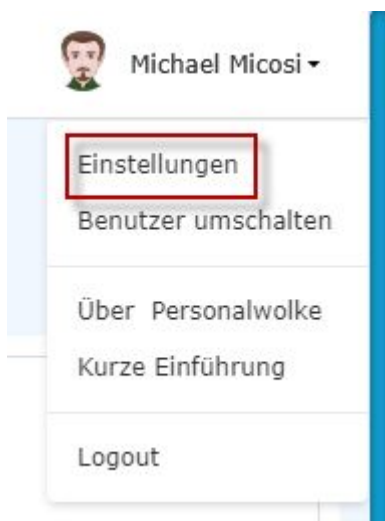 Michael Micosi
Einstellungen
Benutzer umschalten
Über Personalwolke
Kurze Einführung
Logout